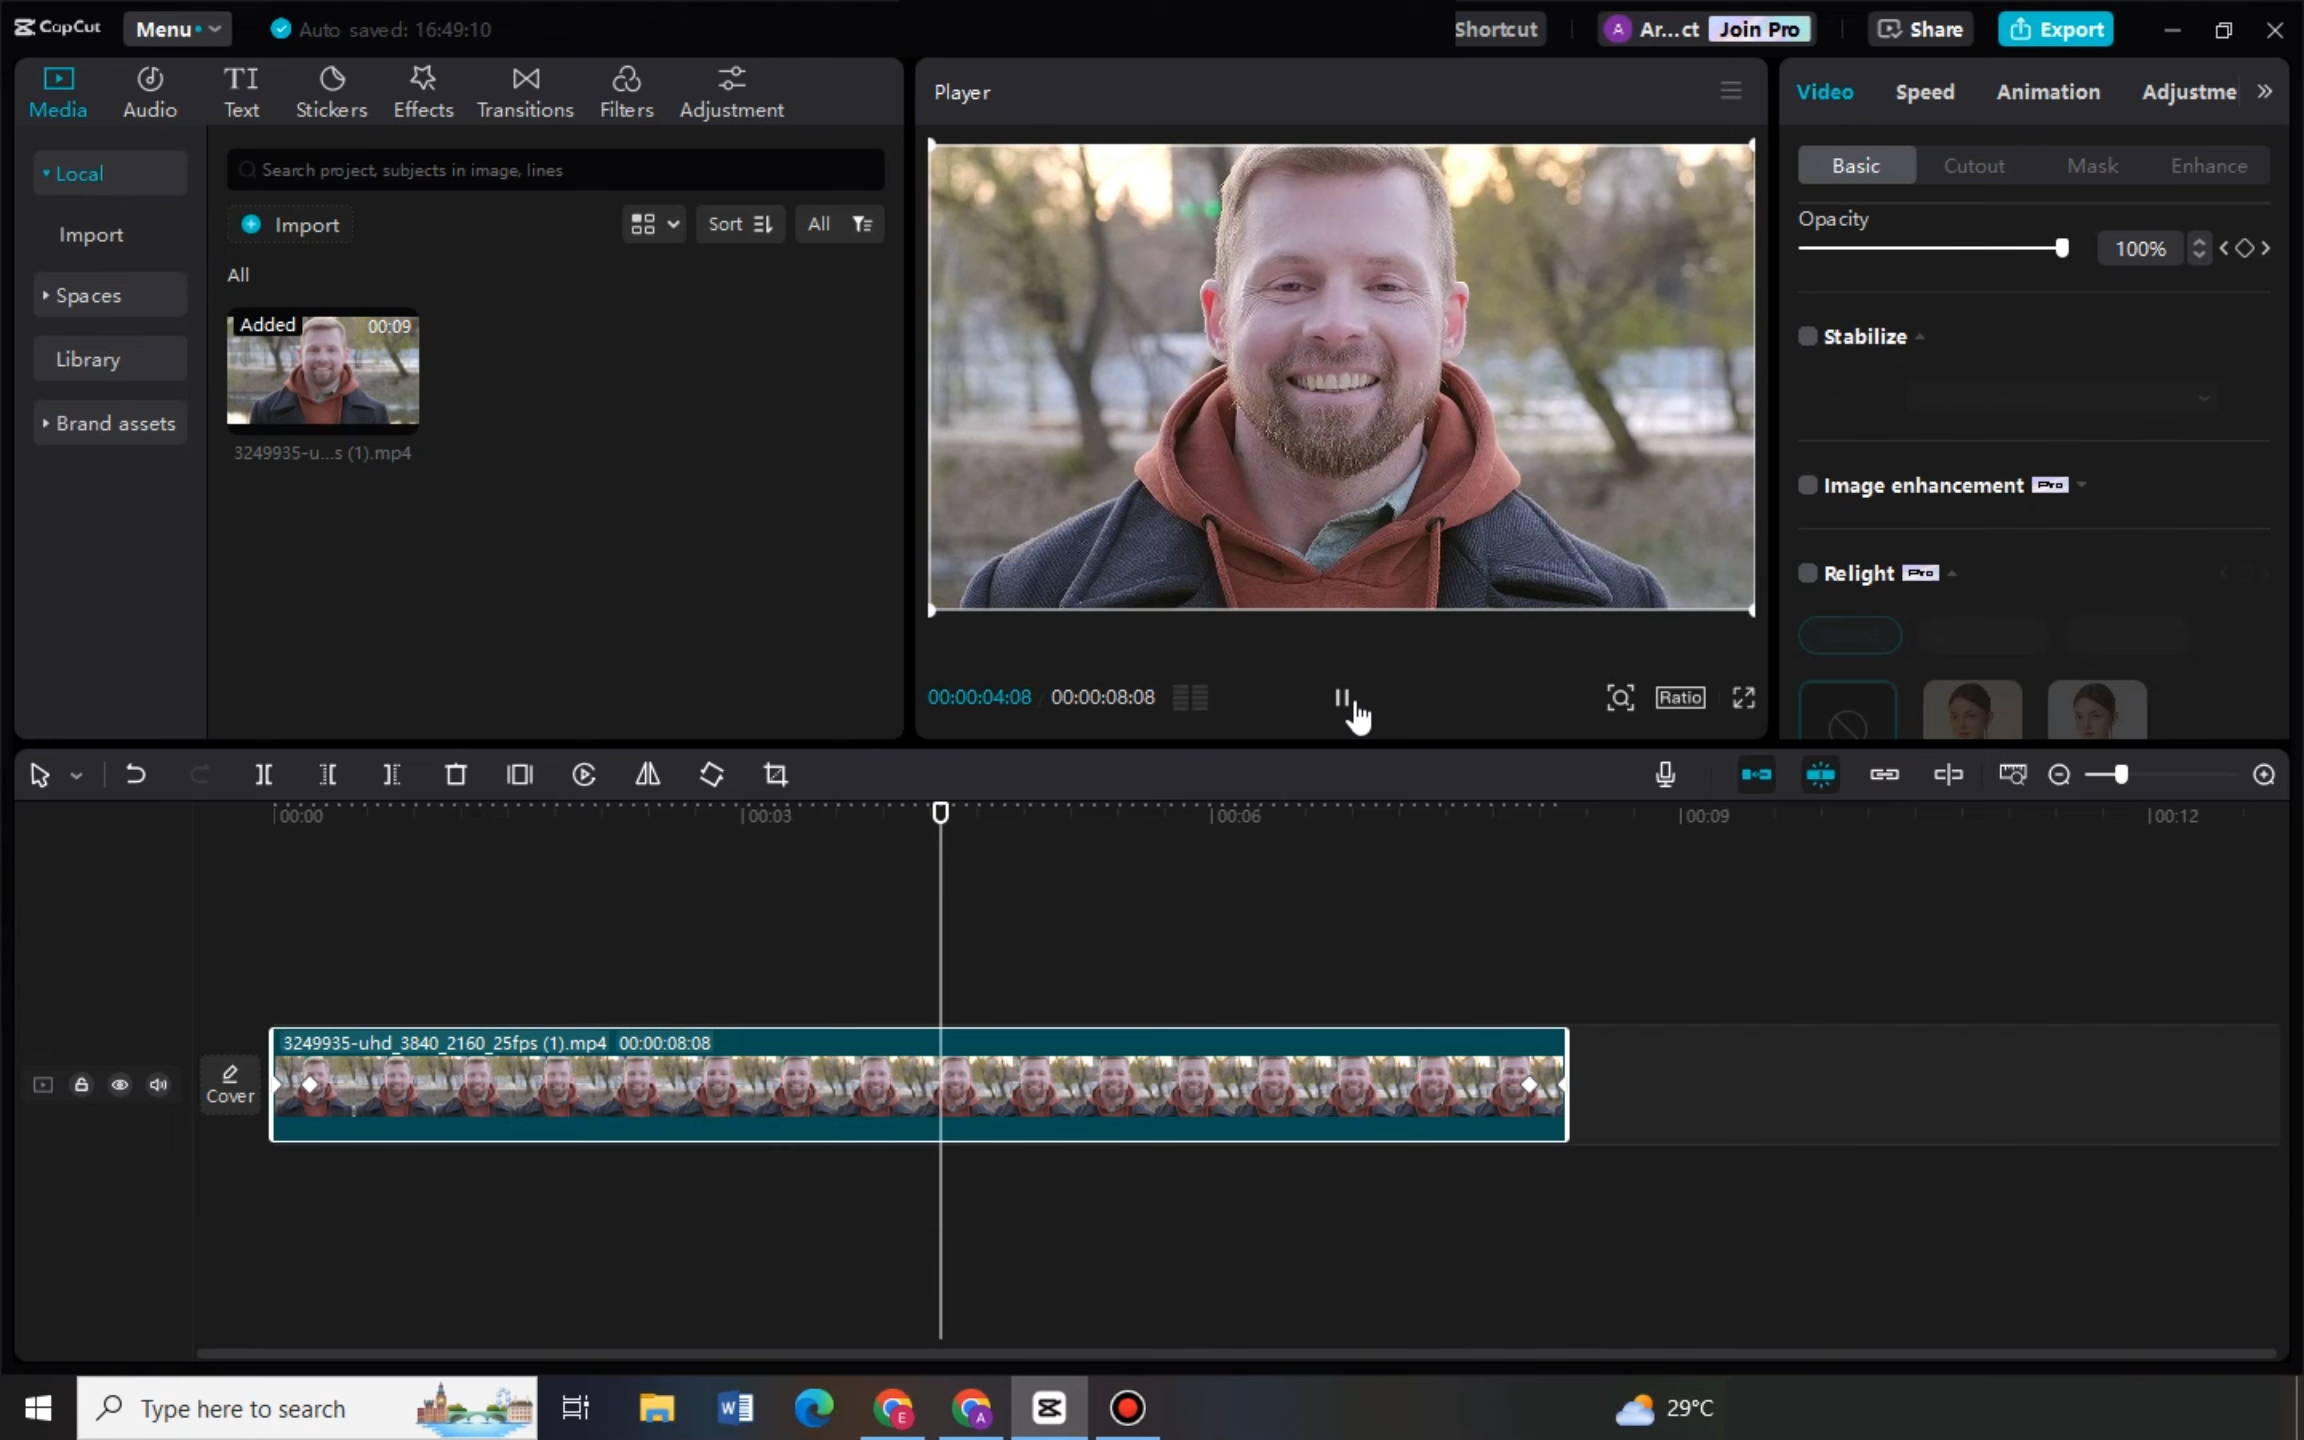 CapCut
Menu
Auto saved: 16:49:10
Shortcut
Ar...ct
Join Pro
Share
Export
Media
Audio
TI
Text
Stickers
Effects
Transitions
Filters
Adjustment
Player
Video
Speed
Animation
Adjustme
Local
Import
Spaces
Library
Brand assets
Search project, subjects in image, lines
Import
Sort
All
All
Added
00:09
3249935-u...s (1).mp4
Basic
Cutout
Mask
Enhance
Opacity
100%
Stabilize
Image enhancement Pro
Relight Pro
00:00:04:08
00:00:08:08
Ratio
00:00
00:03
00:06
00:09
00:12
Cover
3249935-uhd_3840_2160_25fps (1).mp4 00:00:08:08
Type here to search
29°C